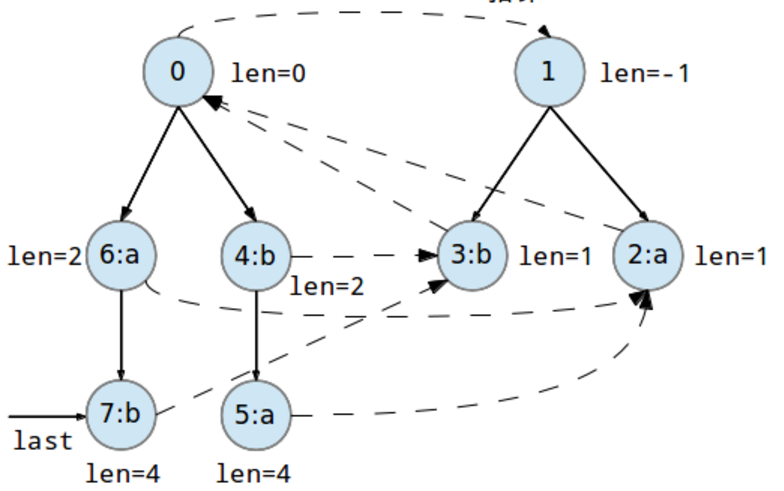 0
len=0
1
len=-1
len=2
6:a
4:b
len=2
3:b
len=1
2:a
len=1
last
7:b
len=4
5:a
len=4